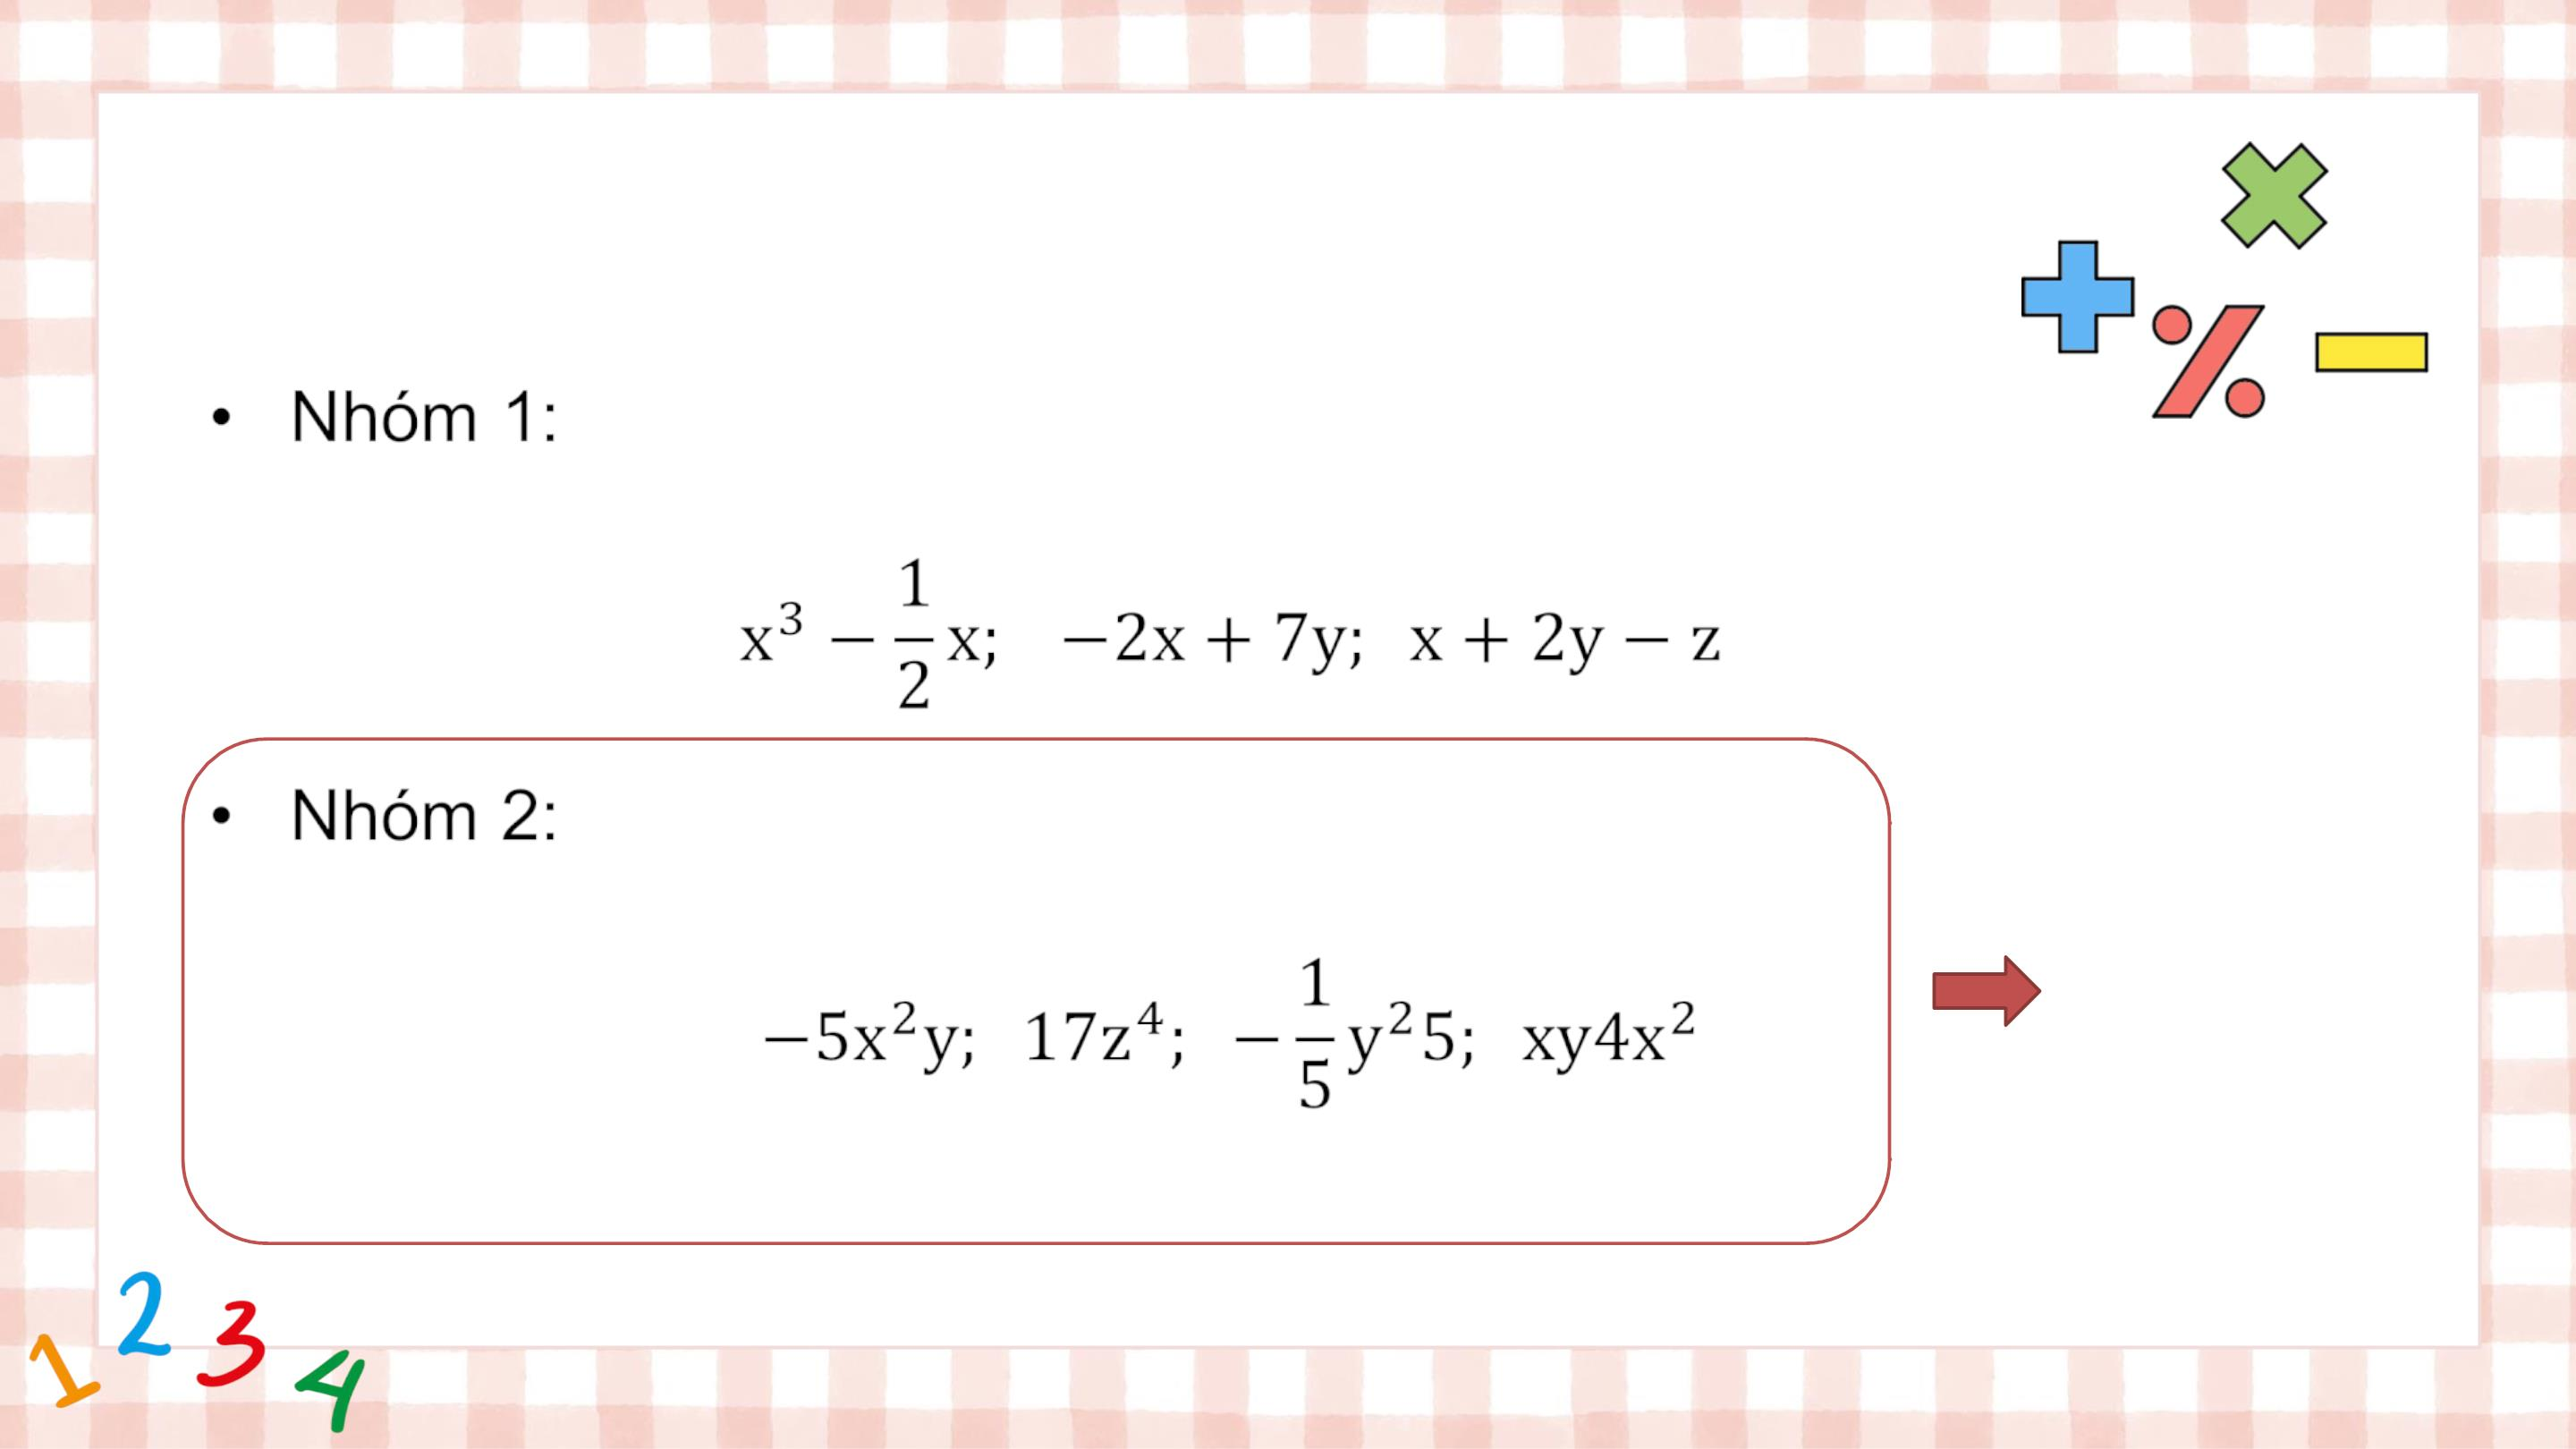 • Nhóm 1:
x³ − 1/2 x; −2x + 7y; x + 2y − z
• Nhóm 2:
−5x²y; 17z⁴; −1/5 y²5; xy4x²
1 2 3 4